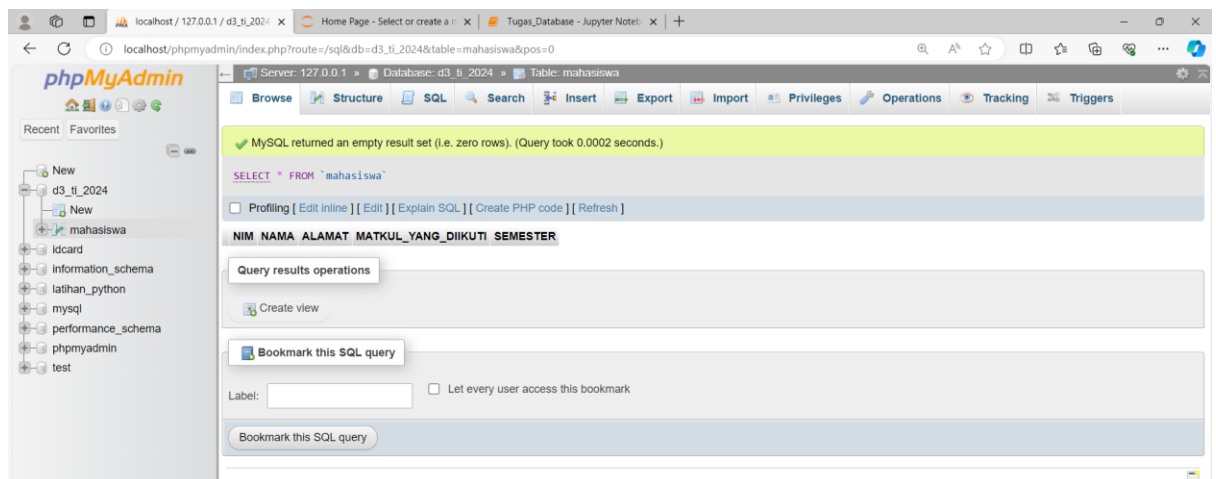 localhost / 127.0.0.1 / d3_ti_2024
Home Page - Select or create a n
Tugas_Database - Jupyter Noteb
localhost/phpmyadmin/index.php?route=/sql&db=d3_ti_2024&table=mahasiswa&pos=0
phpMyAdmin
Recent Favorites
New
d3_ti_2024
New
mahasiswa
idcard
information_schema
latihan_python
mysql
performance_schema
phpmyadmin
test
Server: 127.0.0.1 » Database: d3_ti_2024 » Table: mahasiswa
Browse Structure SQL Search Insert Export Import Privileges Operations Tracking Triggers
MySQL returned an empty result set (i.e. zero rows). (Query took 0.0002 seconds.)
SELECT * FROM `mahasiswa`
Profiling [ Edit inline ] [ Edit ] [ Explain SQL ] [ Create PHP code ] [ Refresh ]
NIM NAMA ALAMAT MATKUL_YANG_DIIKUTI SEMESTER
Query results operations
Create view
Bookmark this SQL query
Label:
Let every user access this bookmark
Bookmark this SQL query